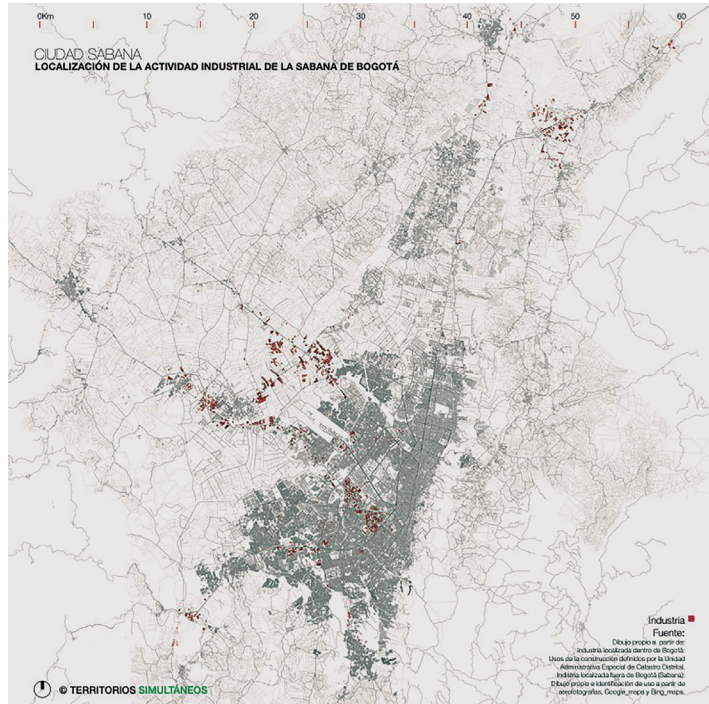 0Km 10 20 30 40 50 60
CIUDAD SABANA
LOCALIZACIÓN DE LA ACTIVIDAD INDUSTRIAL DE LA SABANA DE BOGOTÁ
Industria
Fuente:
Dibujo propio a partir de:
Industria localizada dentro de Bogotá:
Usos de la construcción definidos por la Unidad
Administrativa Especial de Catastro Distrital.
Industria localizada fuera de Bogotá (Sabana):
Dibujo propio e identificación de uso a partir de
aerofotografías, Google_maps y Bing_maps.
© TERRITORIOS SIMULTÁNEOS